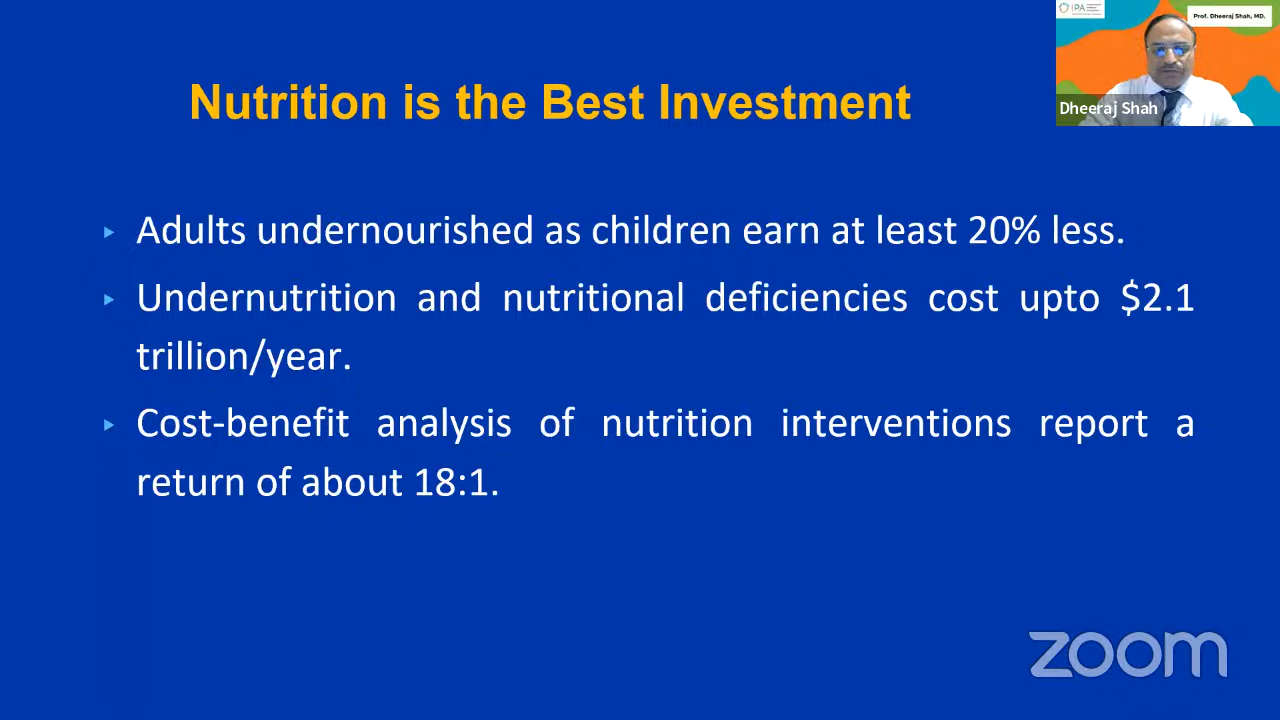 IPA
Prof. Dheeraj Shah, MD,
Dheeraj Shah
Nutrition is the Best Investment
Adults undernourished as children earn at least 20% less.
Undernutrition and nutritional deficiencies cost upto $2.1
trillion/year.
Cost-benefit analysis of nutrition interventions report a
return of about 18:1.
zoom